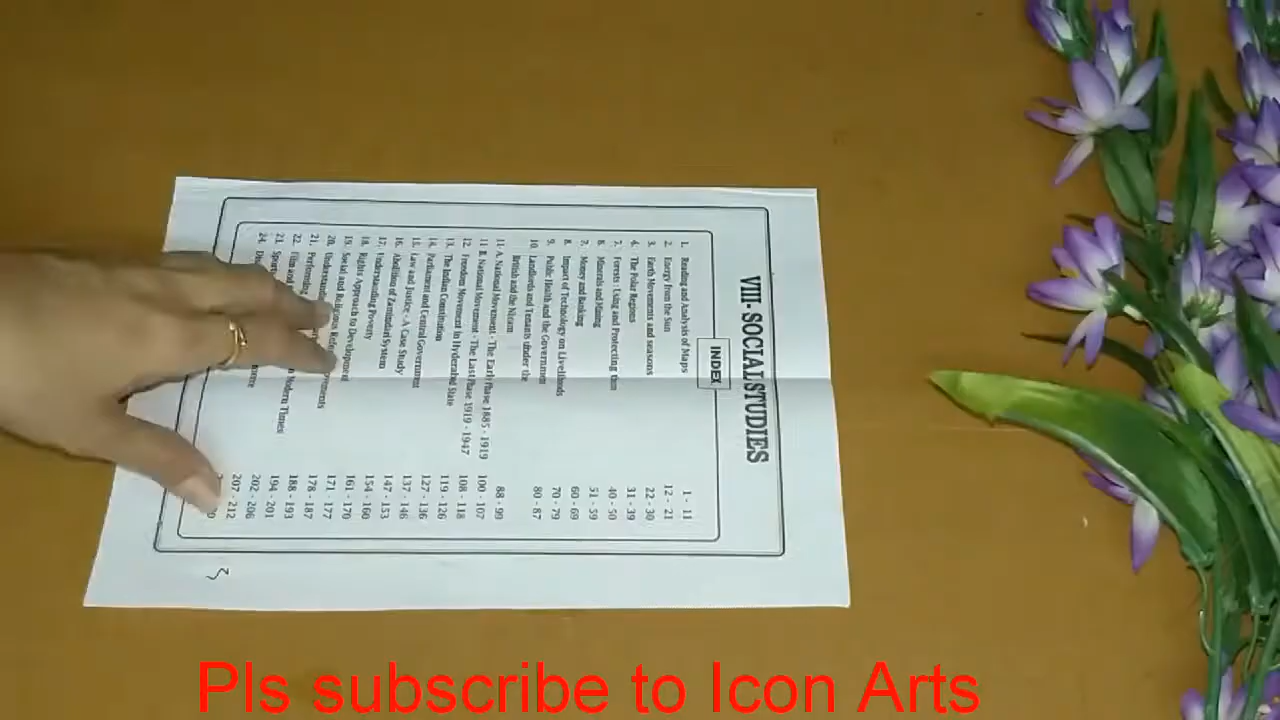 VIII- SOCIAL STUDIES
INDEX
1. Reading and Analysis of Maps 1 - 11
2. Energy from the Sun 12 - 21
3. Earth Movements and seasons 22 - 30
4. The Polar Regions 31 - 39
5. Forests : Using and Protecting them 40 - 50
6. Minerals and Mining 51 - 59
7. Money and Banking 60 - 69
8. Impact of Technology on Livelihoods 70 - 79
9. Public Health and the Government 80 - 87
10. Landlords and Tenants under the
British and the Nizam 88 - 99
11 A. National Movement - The Early Phase 1885 - 1919 100 - 107
11 B. National Movement - The Last Phase 1919 - 1947 108 - 118
12. Freedom Movement in Hyderabad State 119 - 126
13. The Indian Constitution 127 - 136
14. Parliament and Central Government 137 - 146
15. Law and Justice - A Case Study 147 - 153
16. Abolition of Zamindari System 154 - 160
17. Understanding Poverty 161 - 170
18. Rights Approach to Development 171 - 177
19. Social and Religious 178 - 187
20. 188 - 193
21. Performing 194 - 201
22. Film and 202 - 206
23. Modern Times 207 - 212
24.
Pls subscribe to Icon Arts